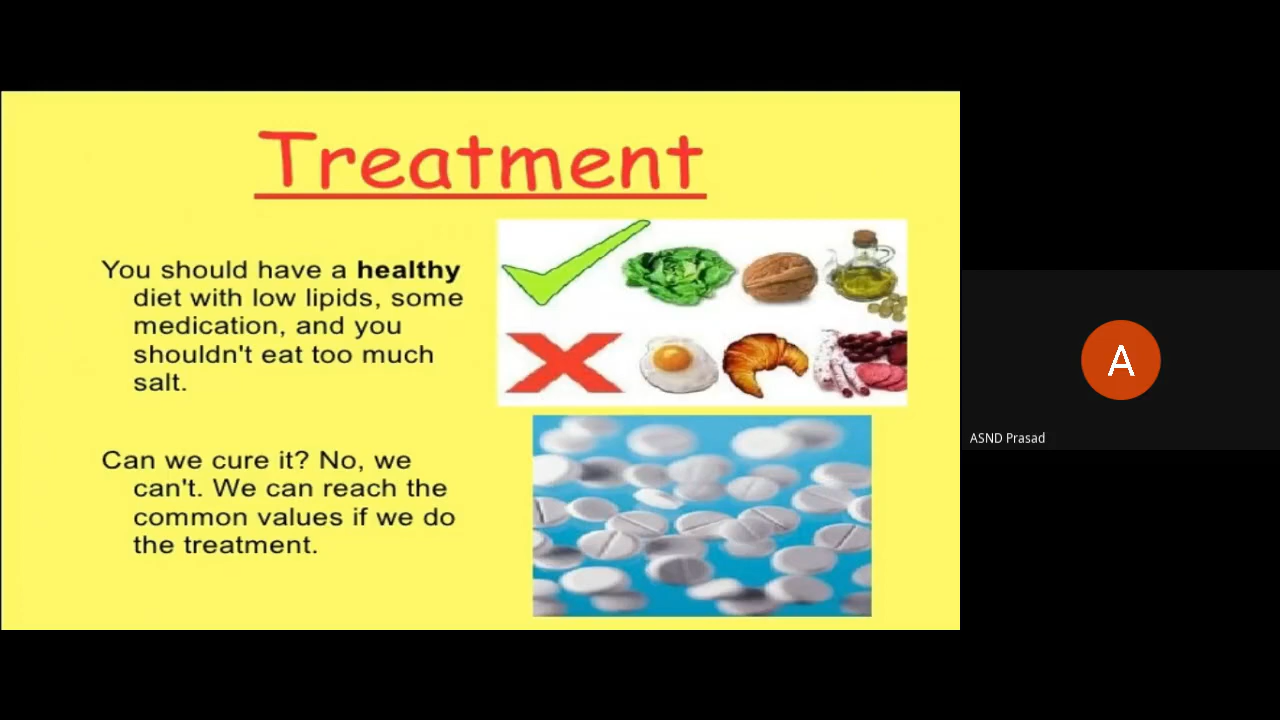 Treatment
You should have a healthy
diet with low lipids, some
medication, and you
shouldn't eat too much
salt.
Can we cure it? No, we
can't. We can reach the
common values if we do
the treatment.
A
ASND Prasad